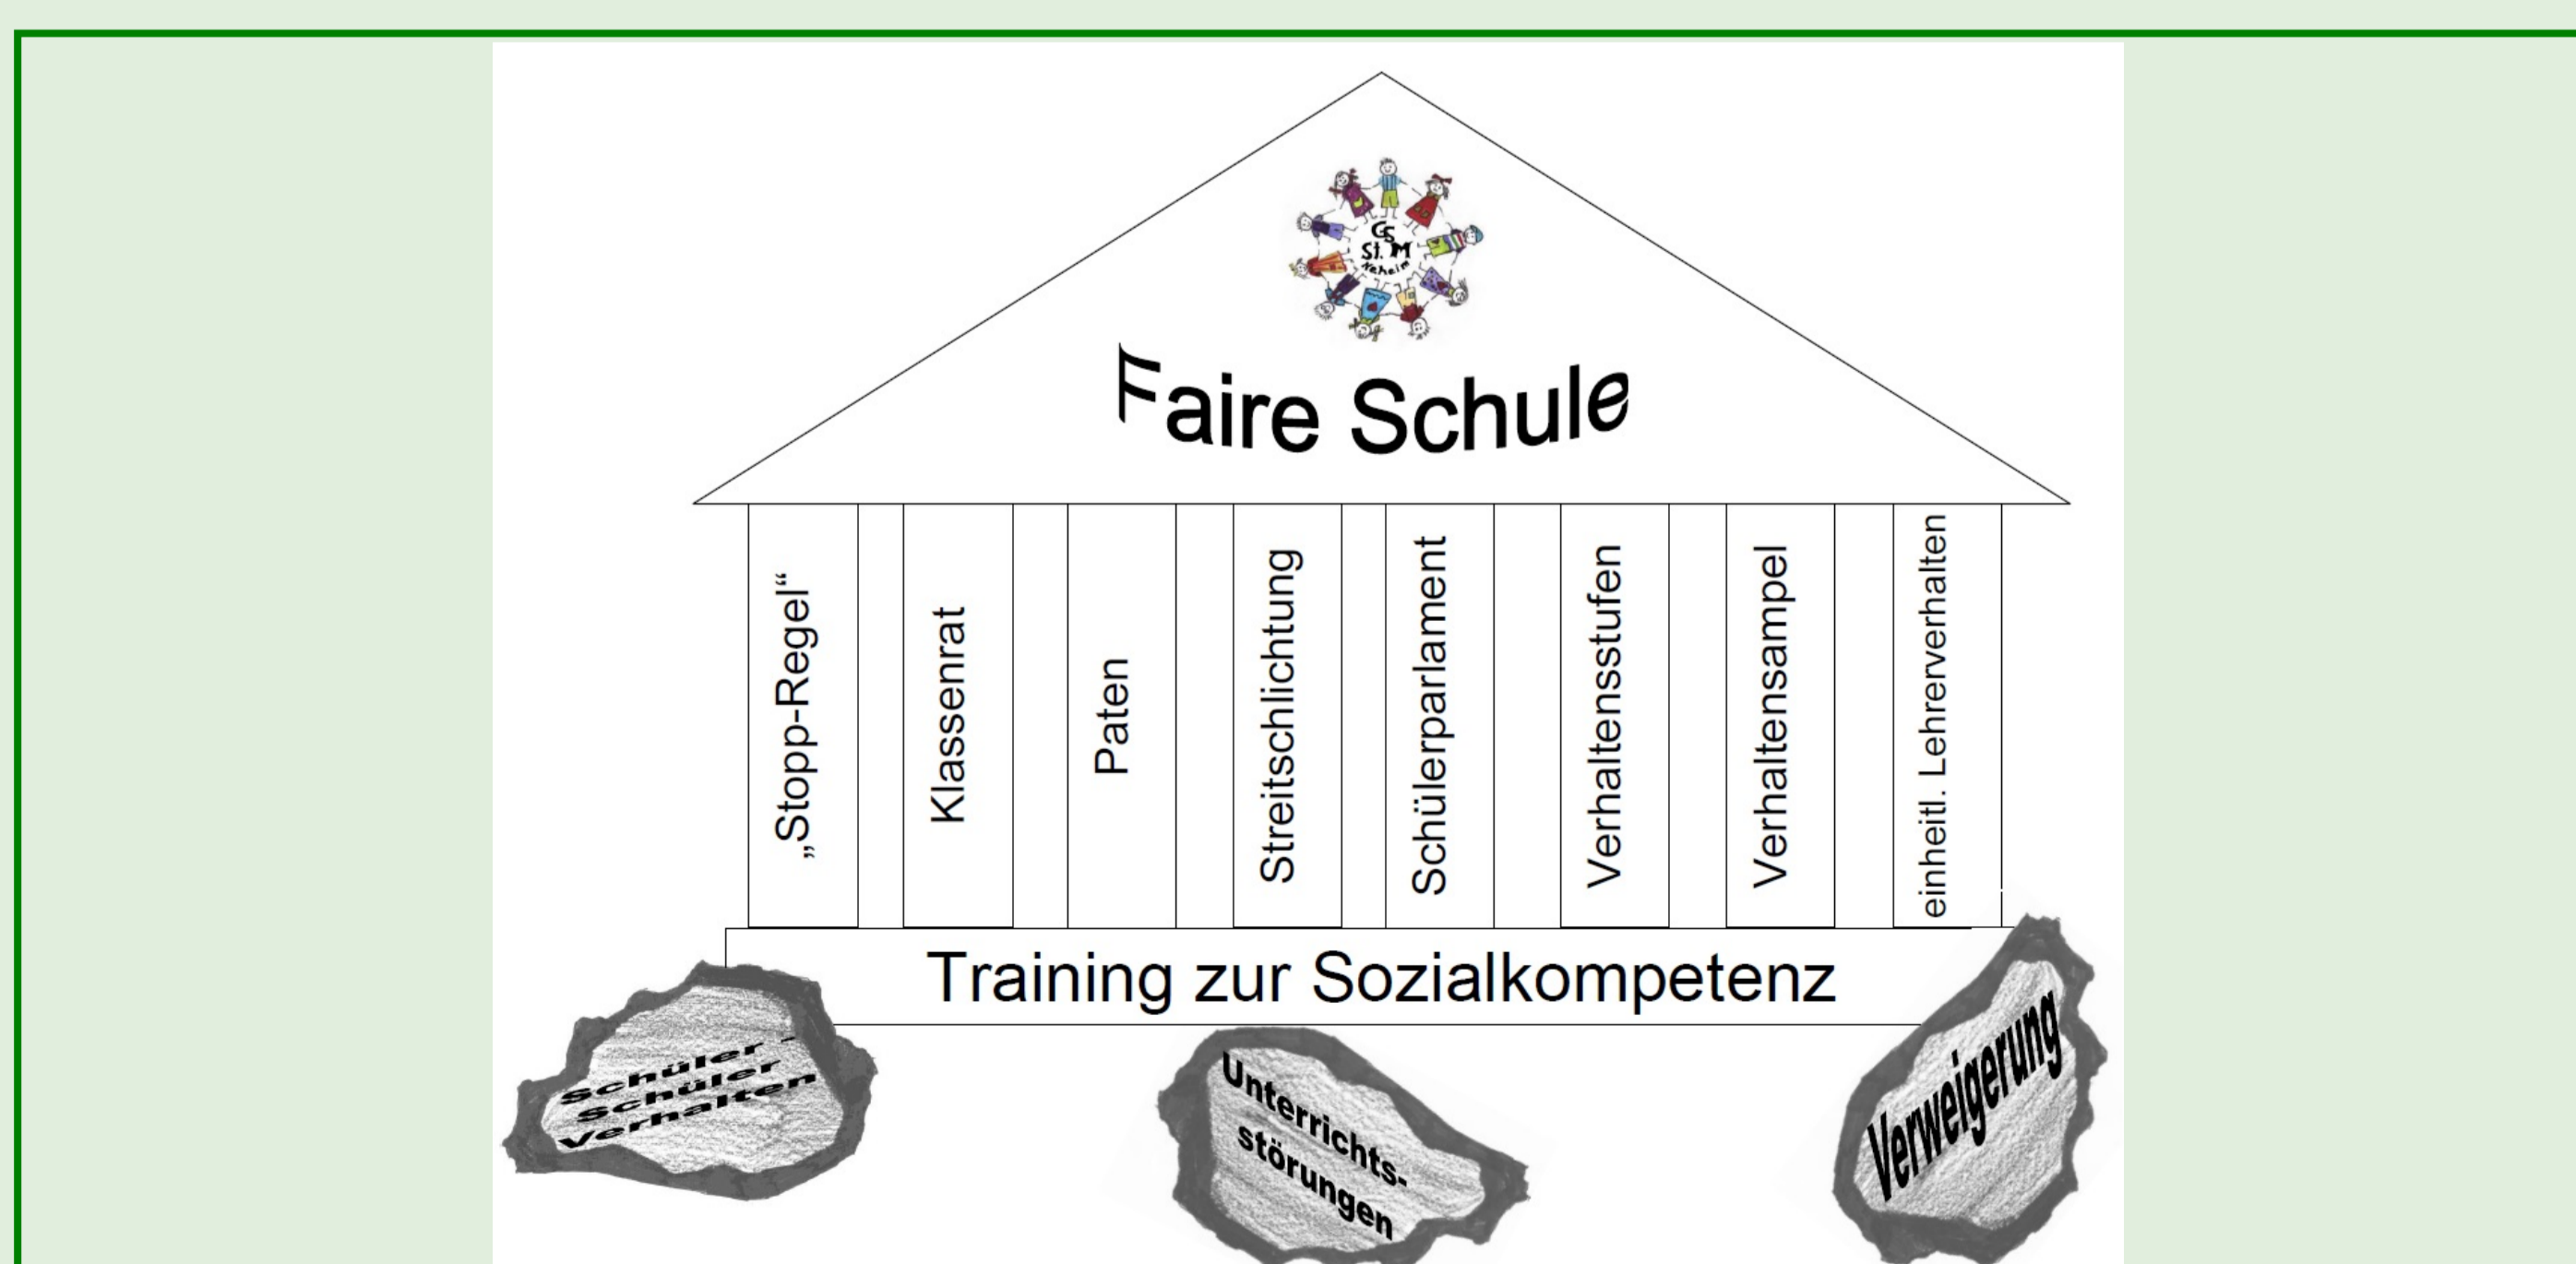 GS
St. M
Neheim
Faire Schule
„Stopp-Regel“
Klassenrat
Paten
Streitschlichtung
Schülerparlament
Verhaltensstufen
Verhaltensampel
einheitl. Lehrerverhalten
Training zur Sozialkompetenz
Schüler -
Schüler
Verhalten
Unterrichts-
störungen
Verweigerung